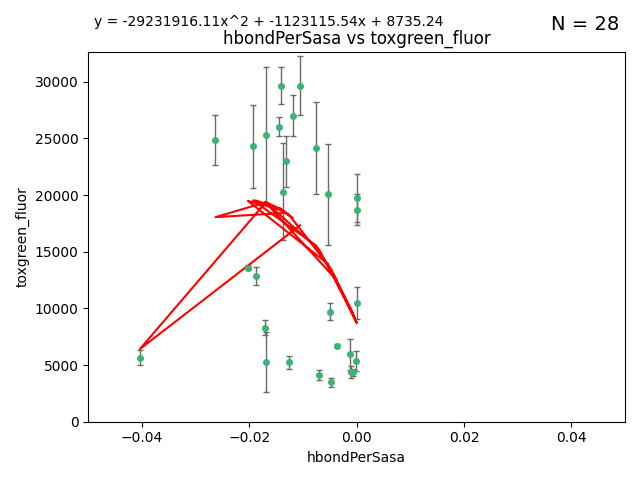 y = -29231916.11x^2 + -1123115.54x + 8735.24
N = 28
hbondPerSasa vs toxgreen_fluor
30000
25000
20000
15000
10000
5000
0
toxgreen_fluor
−0.04
−0.02
0.00
0.02
0.04
hbondPerSasa